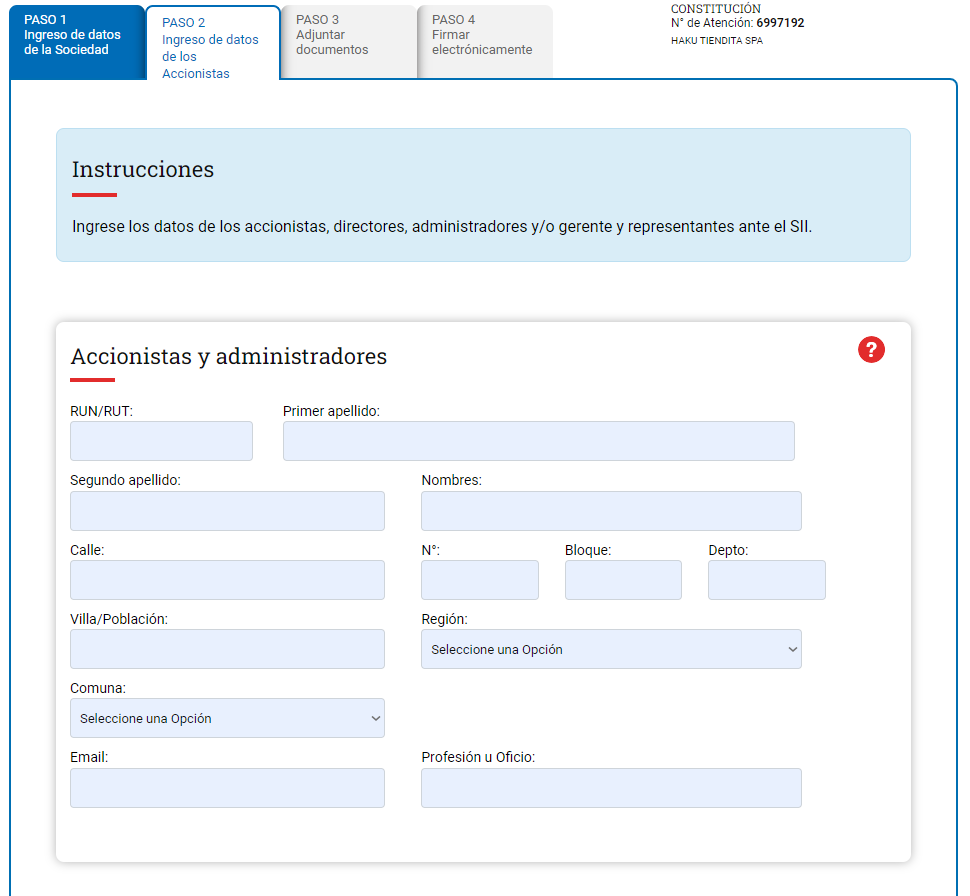 PASO 1
Ingreso de datos
de la Sociedad
PASO 2
Ingreso de datos
de los
Accionistas
PASO 3
Adjuntar
documentos
PASO 4
Firmar
electrónicamente
CONSTITUCIÓN
N° de Atención: 6997192
HAKU TIENDITA SPA
Instrucciones
Ingrese los datos de los accionistas, directores, administradores y/o gerente y representantes ante el SII.
Accionistas y administradores
?
RUN/RUT:
Primer apellido:
Segundo apellido:
Nombres:
Calle:
N°:
Bloque:
Depto:
Villa/Población:
Región:
Seleccione una Opción
Comuna:
Seleccione una Opción
Email:
Profesión u Oficio: